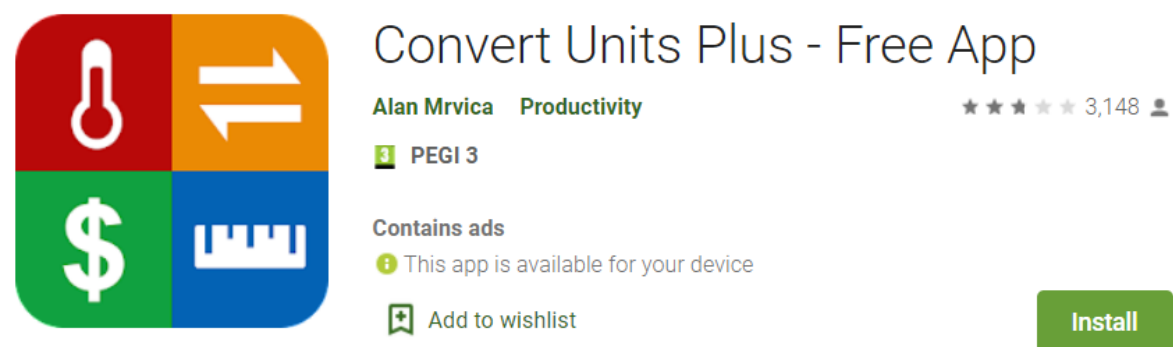 Convert Units Plus - Free App
Alan Mrvica Productivity 3,148
3 PEGI 3
$
Contains ads
This app is available for your device
Add to wishlist
Install